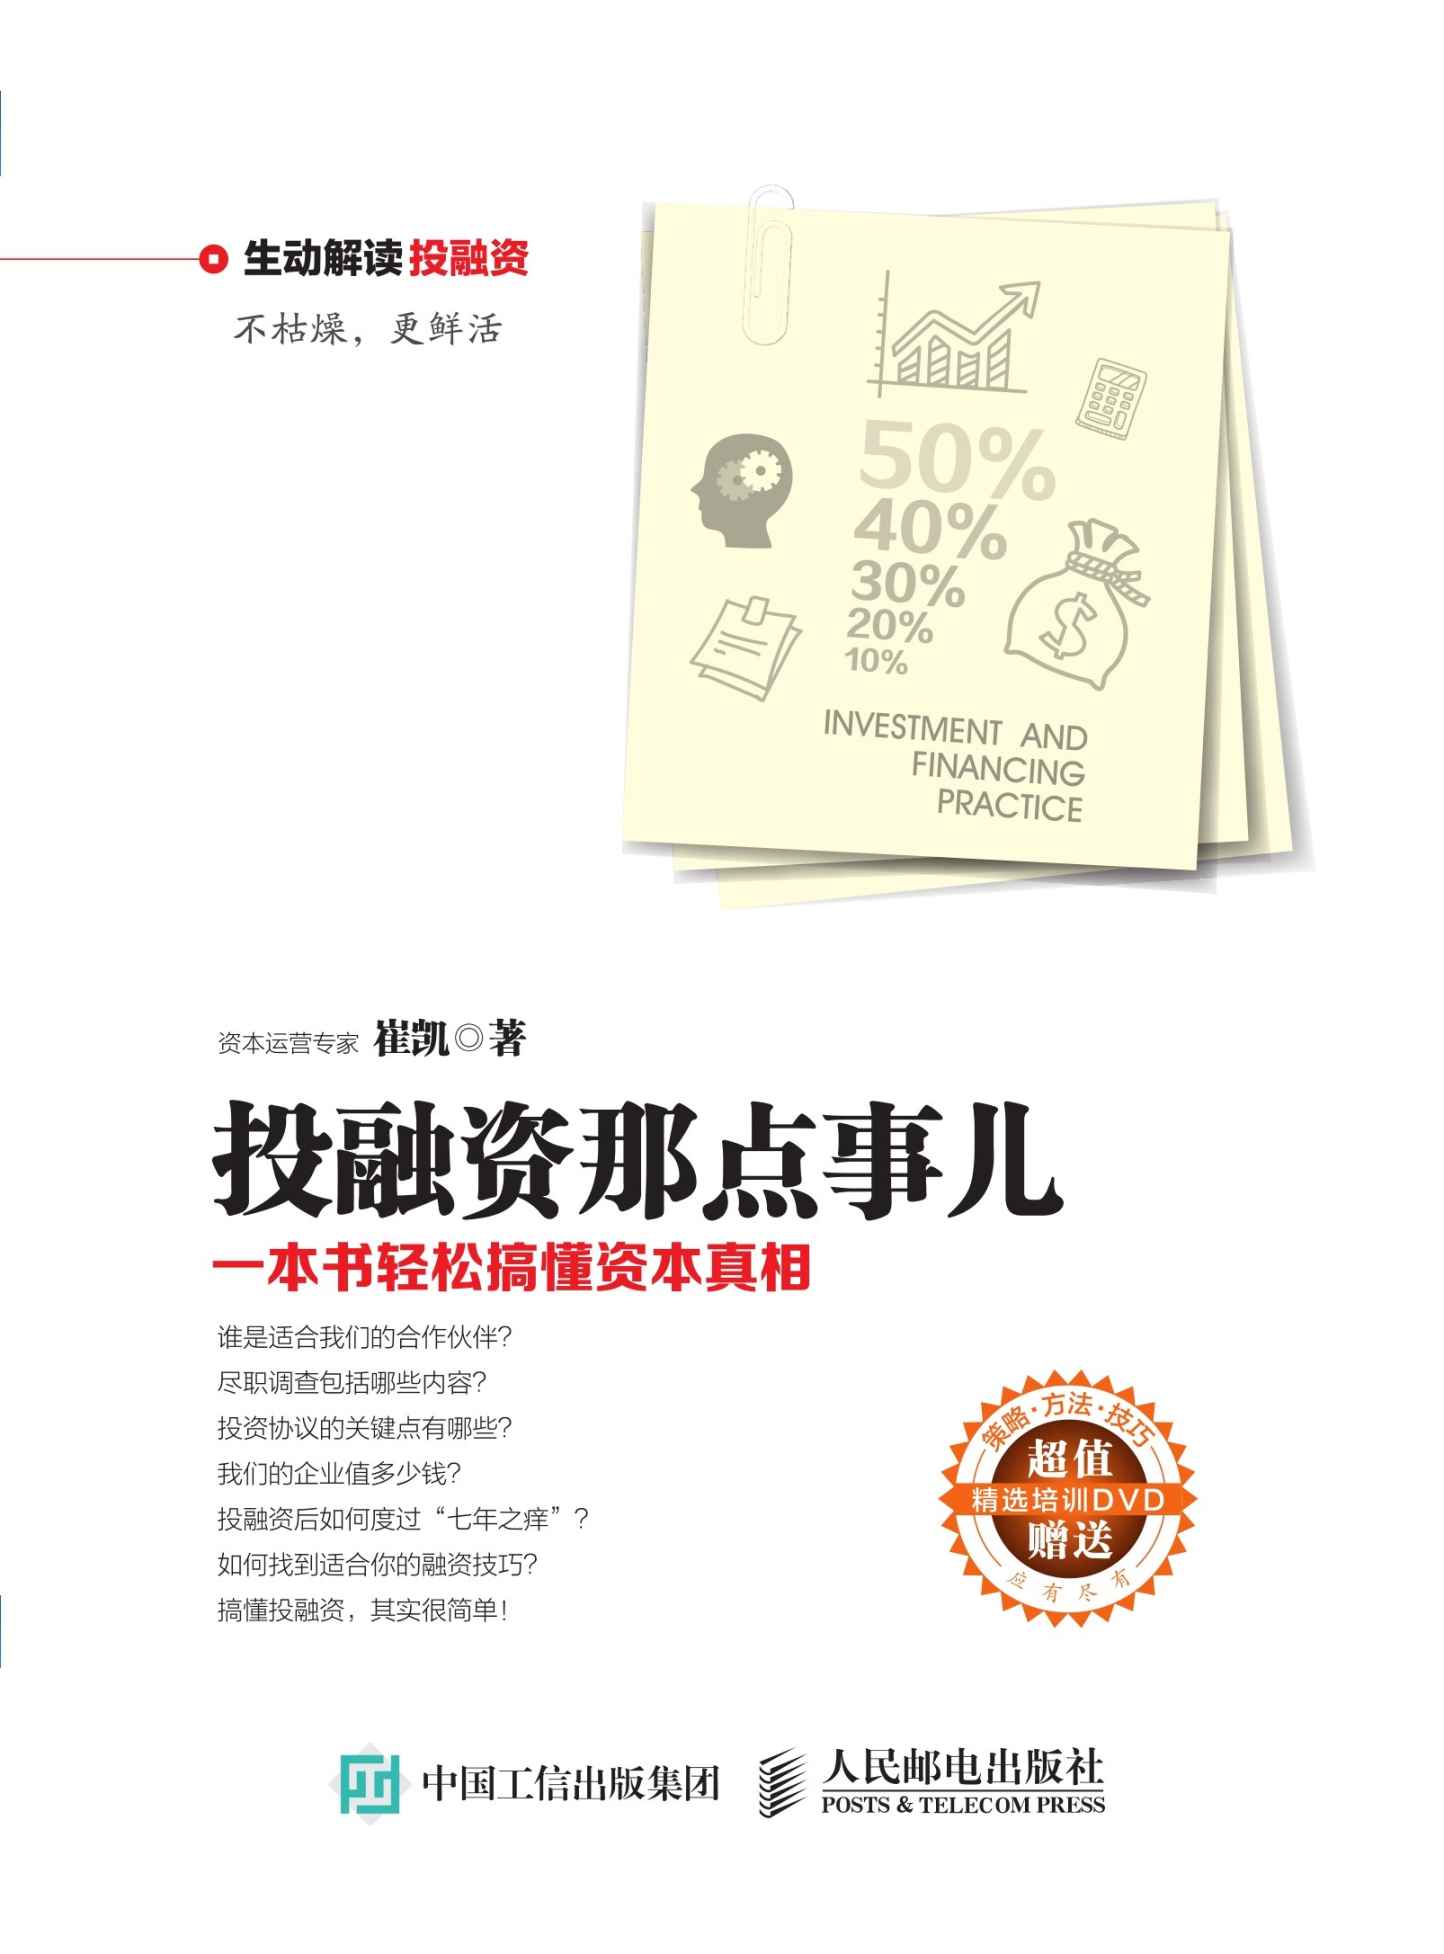 生动解读投融资
不枯燥，更鲜活
50%
40%
30%
20%
10%
$
INVESTMENT AND
FINANCING
PRACTICE
资本运营专家 崔凯◎著
投融资那点事儿
一本书轻松搞懂资本真相
谁是适合我们的合作伙伴？
尽职调查包括哪些内容？
投资协议的关键点有哪些？
我们的企业值多少钱？
投融资后如何度过“七年之痒”？
如何找到适合你的融资技巧？
搞懂投融资，其实很简单！
策略·方法·技巧
超值
精选培训DVD
赠送
应有尽有
中国工信出版集团
人民邮电出版社
POSTS & TELECOM PRESS